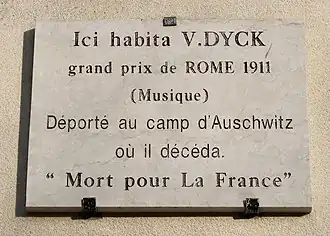 Ici habita V.DYCK
grand prix de ROME 1911
(Musique)
Déporté au camp d'Auschwitz
où il décéda.
“ Mort pour La France”